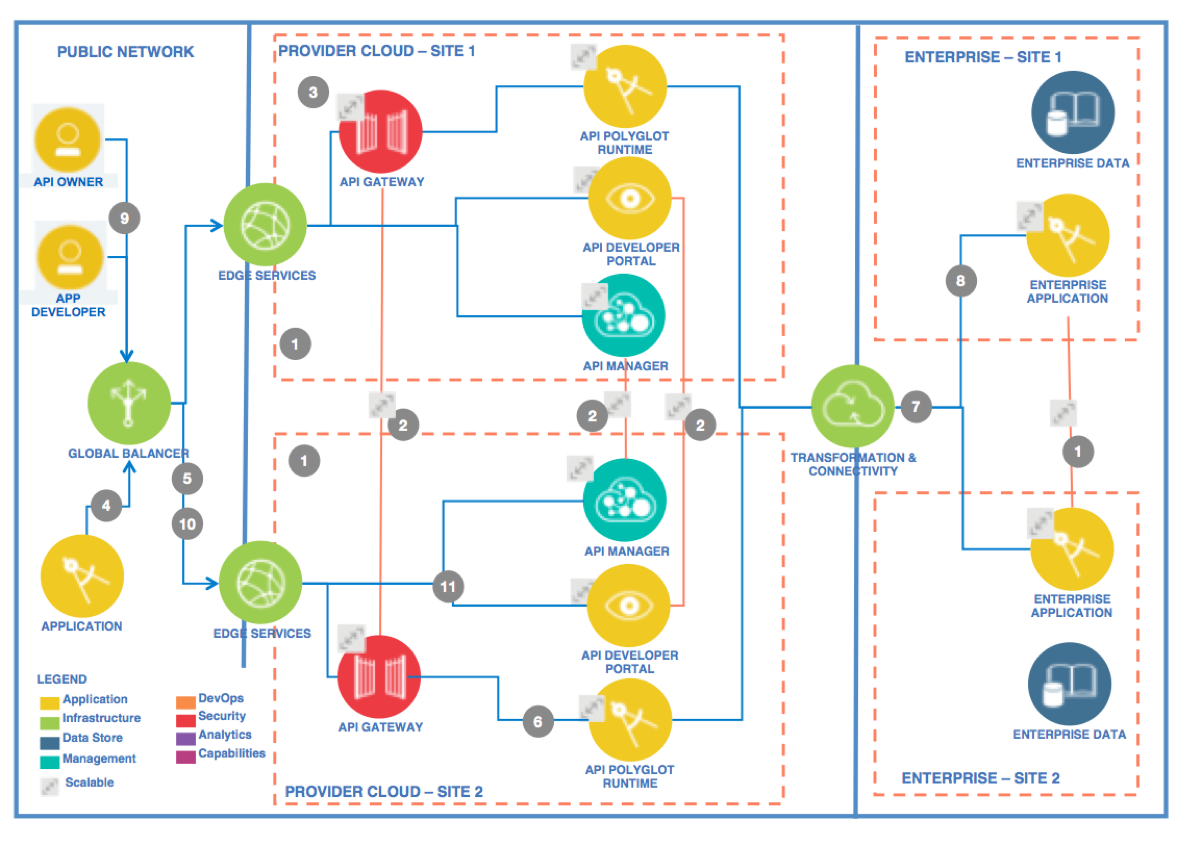 PUBLIC NETWORK
API OWNER
9
APP
DEVELOPER
GLOBAL BALANCER
5
4
10
APPLICATION
EDGE SERVICES
EDGE SERVICES
PROVIDER CLOUD – SITE 1
3
API GATEWAY
API POLYGLOT
RUNTIME
API DEVELOPER
PORTAL
1
API MANAGER
2
2
2
1
API MANAGER
11
API DEVELOPER
PORTAL
API GATEWAY
6
API POLYGLOT
RUNTIME
PROVIDER CLOUD – SITE 2
TRANSFORMATION &
CONNECTIVITY
7
ENTERPRISE – SITE 1
ENTERPRISE DATA
8
ENTERPRISE
APPLICATION
1
ENTERPRISE
APPLICATION
ENTERPRISE DATA
ENTERPRISE – SITE 2
LEGEND
Application
Infrastructure
Data Store
Management
Scalable
DevOps
Security
Analytics
Capabilities